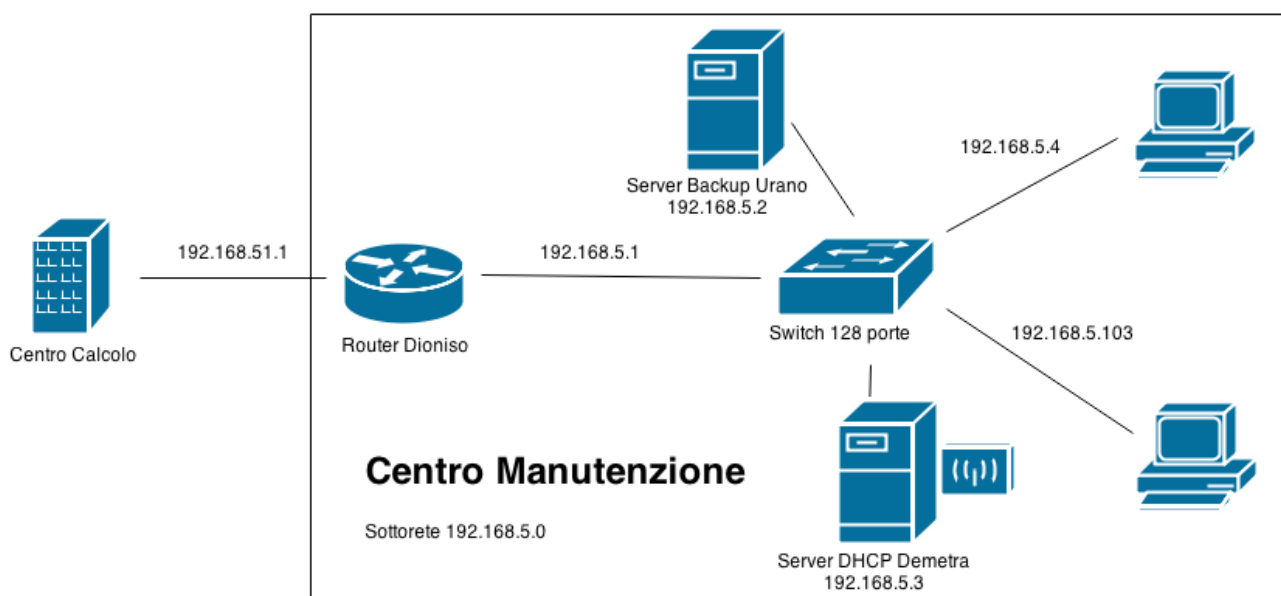 Server Backup Urano
192.168.5.2
192.168.5.4
192.168.51.1
192.168.5.1
Centro Calcolo
Router Dioniso
Switch 128 porte
192.168.5.103
Centro Manutenzione
Sottorete 192.168.5.0
Server DHCP Demetra
192.168.5.3